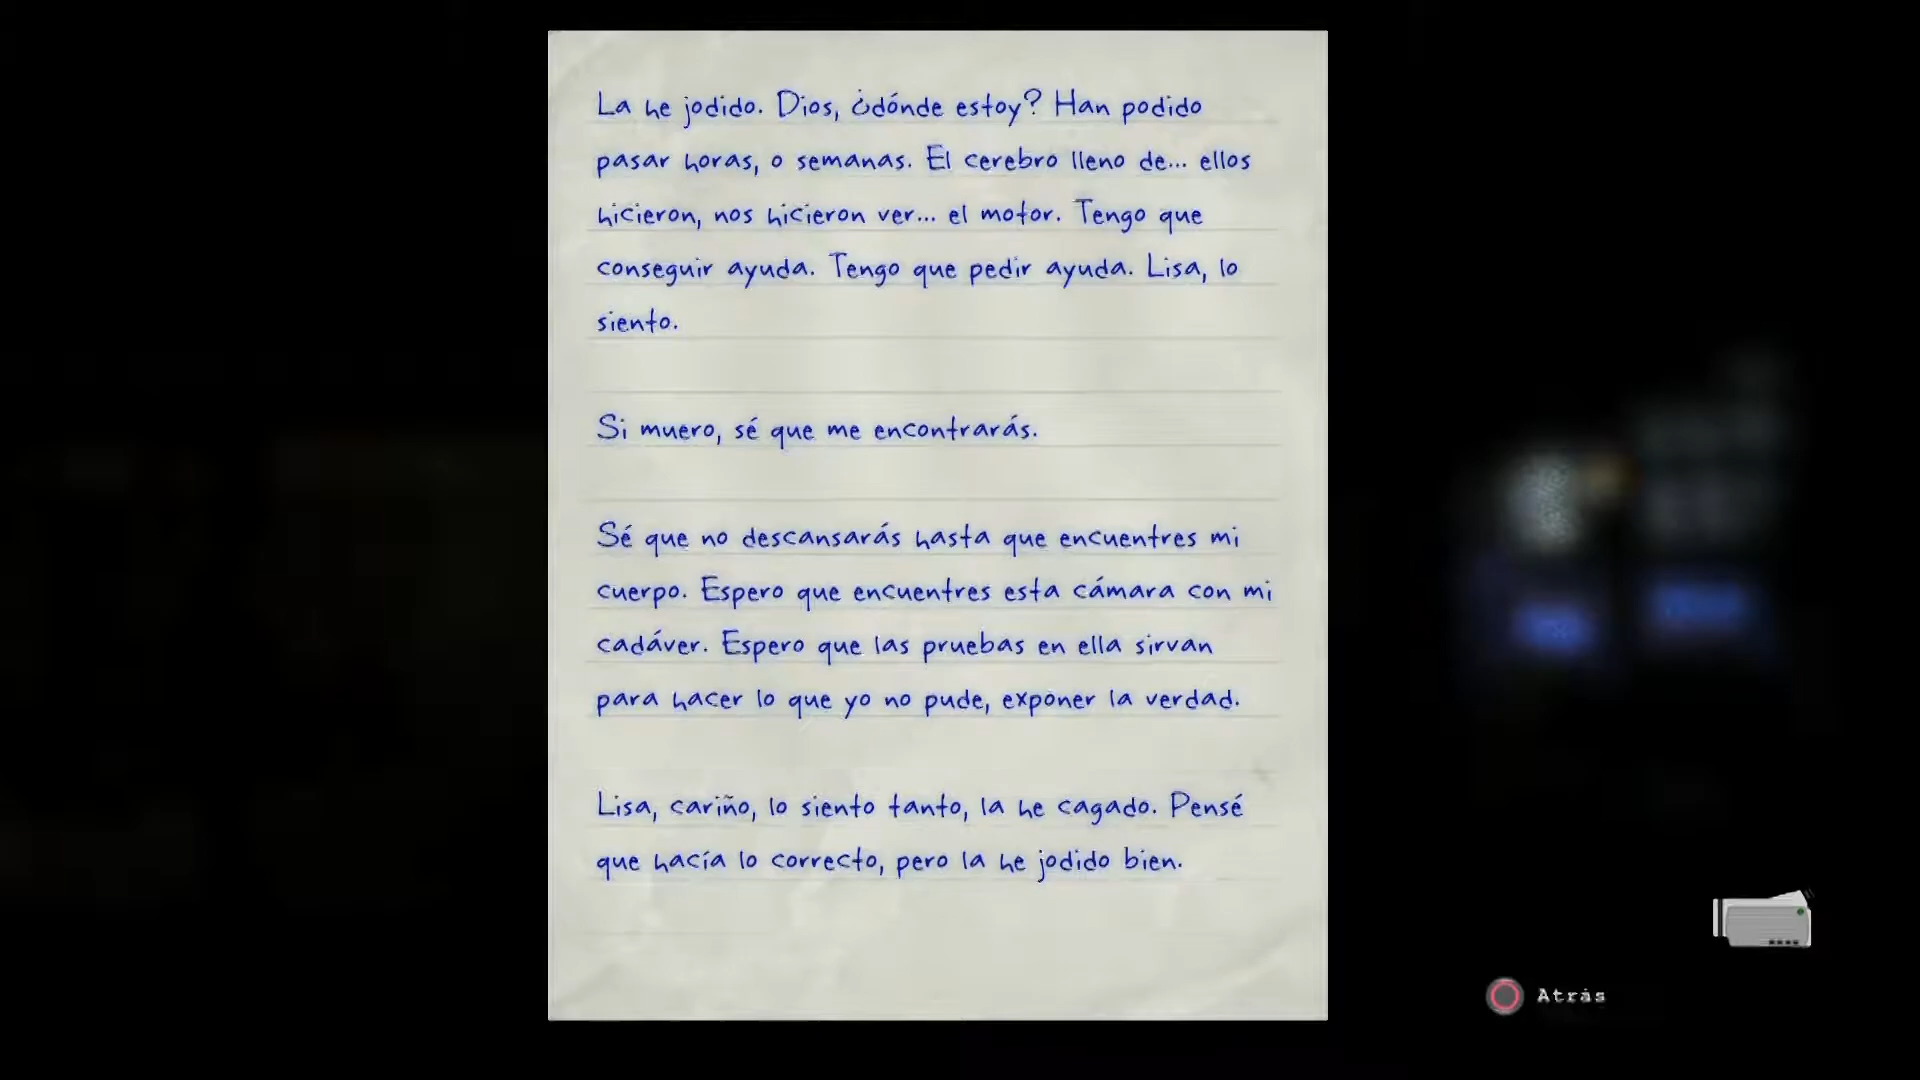 La he jodido. Dios, ¿dónde estoy? Han podido
pasar horas, o semanas. El cerebro lleno de... ellos
hicieron, nos hicieron ver... el motor. Tengo que
conseguir ayuda. Tengo que pedir ayuda. Lisa, lo
siento.
Si muero, sé que me encontrarás.
Sé que no descansarás hasta que encuentres mi
cuerpo. Espero que encuentres esta cámara con mi
cadáver. Espero que las pruebas en ella sirvan
para hacer lo que yo no pude, exponer la verdad.
Lisa, cariño, lo siento tanto, la he cagado. Pensé
que hacía lo correcto, pero la he jodido bien.
Atrás